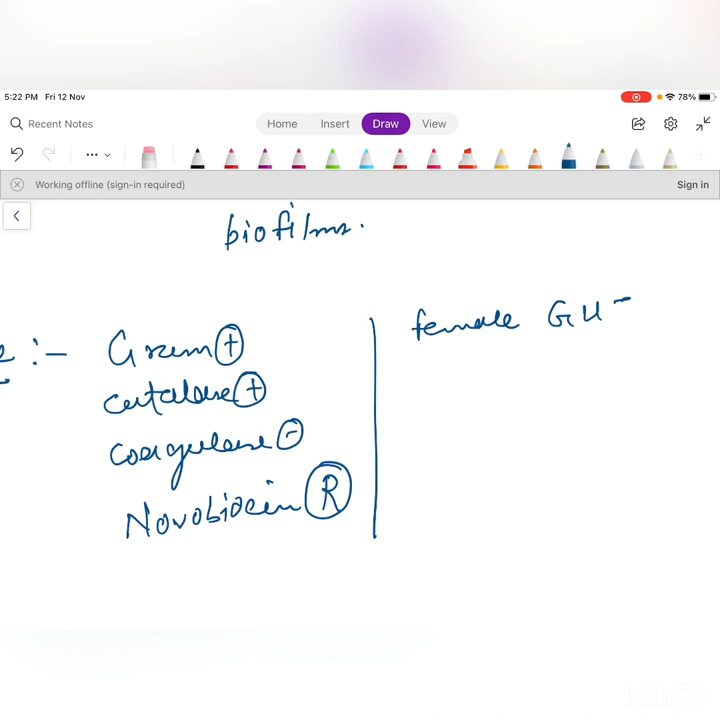 5:22 PM Fri 12 Nov
78%
Recent Notes
Home Insert Draw View
Working offline (sign-in required)
Sign in
biofilms.
:- Gram +
catalase +
coagulase -
Novobiocin R
female GU -